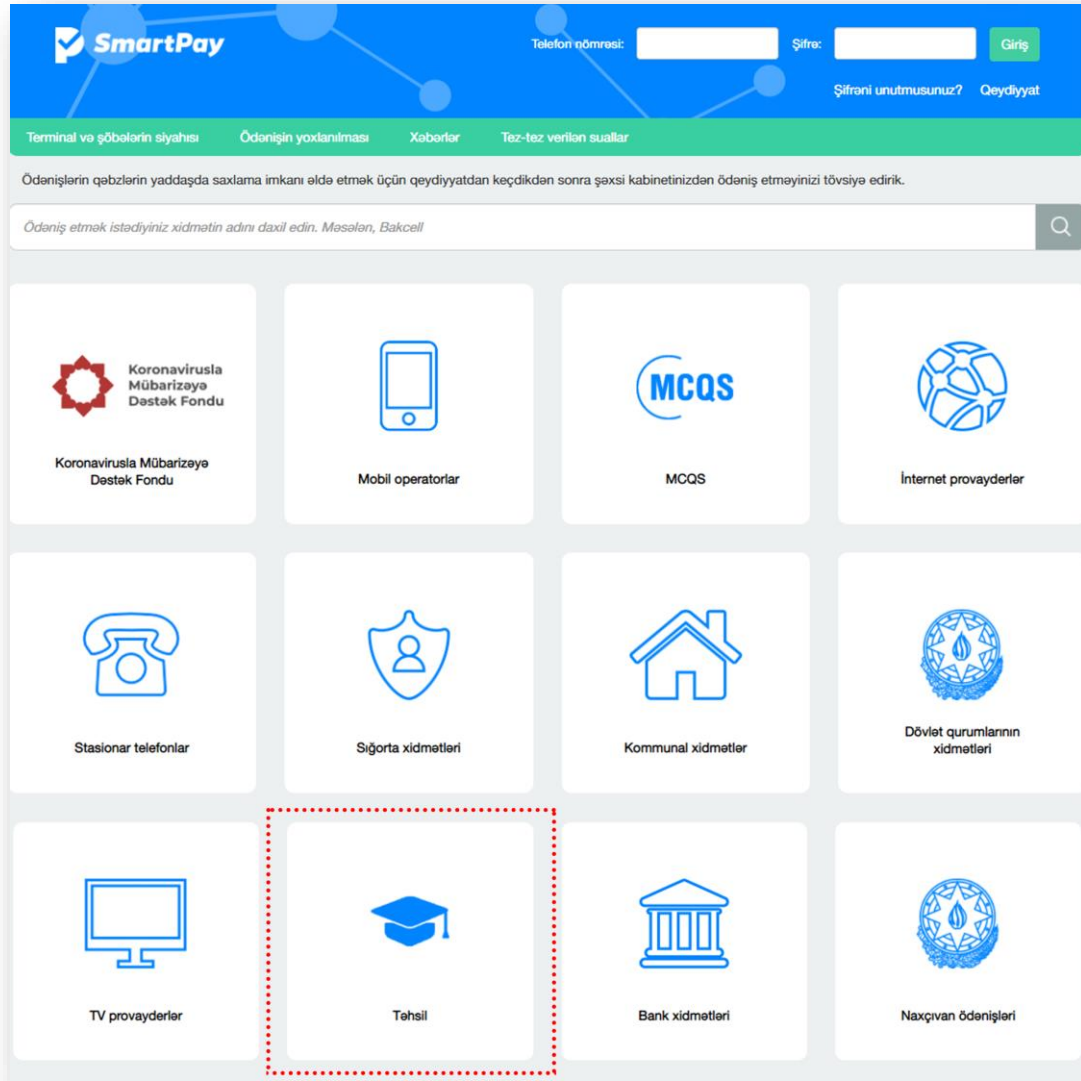 SmartPay
Telefon nömrəsi:
Şifrə:
Giriş
Şifrəni unutmusunuz? Qeydiyyat
Terminal və şöbələrin siyahısı Ödənişin yoxlanılması Xəbərlər Tez-tez verilən suallar
Ödənişlərin qəbzlərin yaddaşda saxlama imkanı əldə etmək üçün qeydiyyatdan keçdikdən sonra şəxsi kabinetinizdən ödəniş etməyinizi tövsiyə edirik.
Ödəniş etmək istədiyiniz xidmətin adını daxil edin. Məsələn, Bakcell
Koronavirusla
Mübarizəyə
Dəstək Fondu
Koronavirusla Mübarizəyə
Dəstək Fondu
Mobil operatorlar
MCQS
MCQS
İnternet provayderlər
Stasionar telefonlar
Sığorta xidmətləri
Kommunal xidmətlər
Dövlət qurumlarının
xidmətləri
TV provayderlər
Təhsil
Bank xidmətləri
Naxçıvan ödənişləri